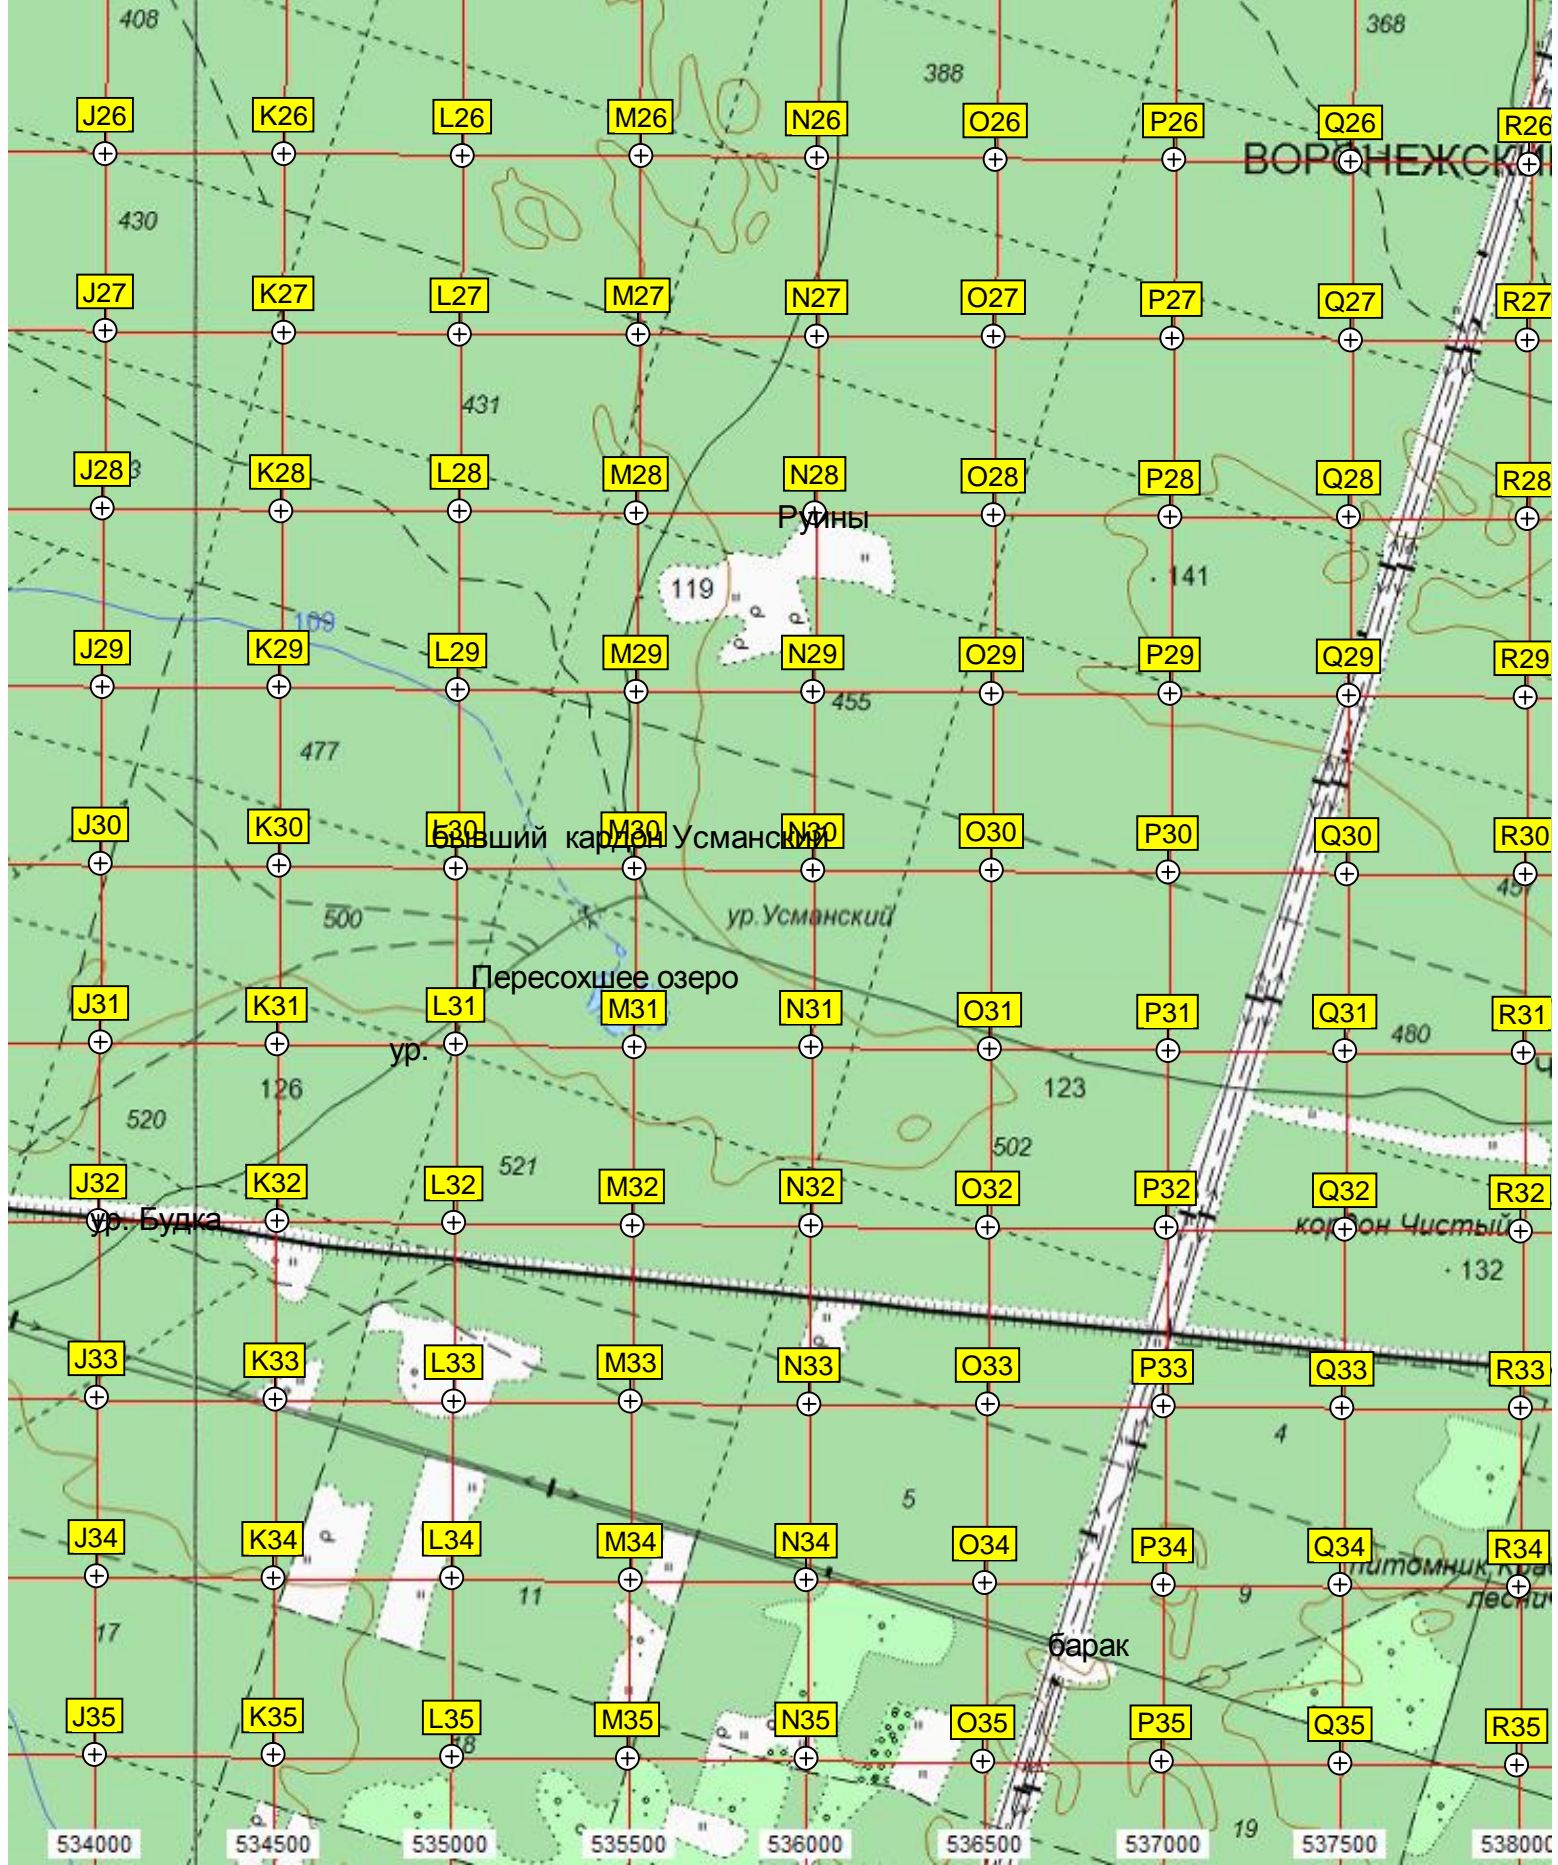 408
368
388
J26 K26 L26 M26 N26 O26 P26 Q26 R26
430
J27 K27 L27 M27 N27 O27 P27 Q27 R27
431
J28 K28 L28 M28 N28 O28 P28 Q28 R28
3
Руины
119
141
109
J29 K29 L29 M29 N29 O29 P29 Q29 R29
455
477
J30 K30 L30 M30 N30 O30 P30 Q30 R30
бывший кардон Усманский
45
500
ур.Усманский
Пересохшее озеро
J31 K31 L31 M31 N31 O31 P31 Q31 R31
480
ур.
126
123
520
502
521
J32 K32 L32 M32 N32 O32 P32 Q32 R32
ур. Будка
кордон Чистый
132
J33 K33 L33 M33 N33 O33 P33 Q33 R33
4
5
J34 K34 L34 M34 N34 O34 P34 Q34 R34
питомник
11
9
17
барак
J35 K35 L35 M35 N35 O35 P35 Q35 R35
18
19
534000 534500 535000 535500 536000 536500 537000 537500 538000